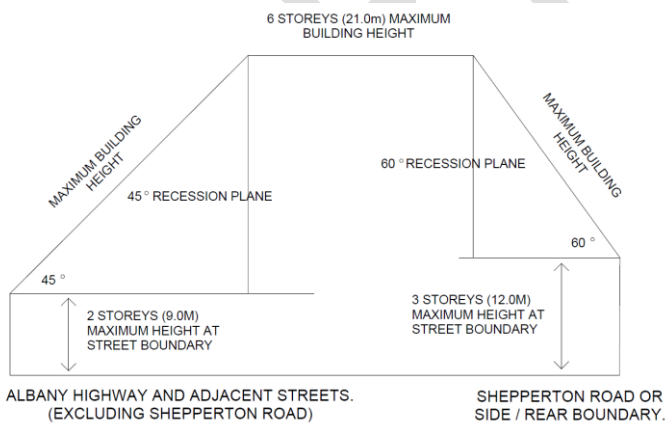 6 STOREYS (21.0m) MAXIMUM
BUILDING HEIGHT
MAXIMUM BUILDING
HEIGHT
MAXIMUM BUILDING
HEIGHT
60 ° RECESSION PLANE
45° RECESSION PLANE
60 °
45 °
2 STOREYS (9.0M)
MAXIMUM HEIGHT AT
STREET BOUNDARY
3 STOREYS (12.0M)
MAXIMUM HEIGHT AT
STREET BOUNDARY
ALBANY HIGHWAY AND ADJACENT STREETS.
(EXCLUDING SHEPPERTON ROAD)
SHEPPERTON ROAD OR
SIDE / REAR BOUNDARY.